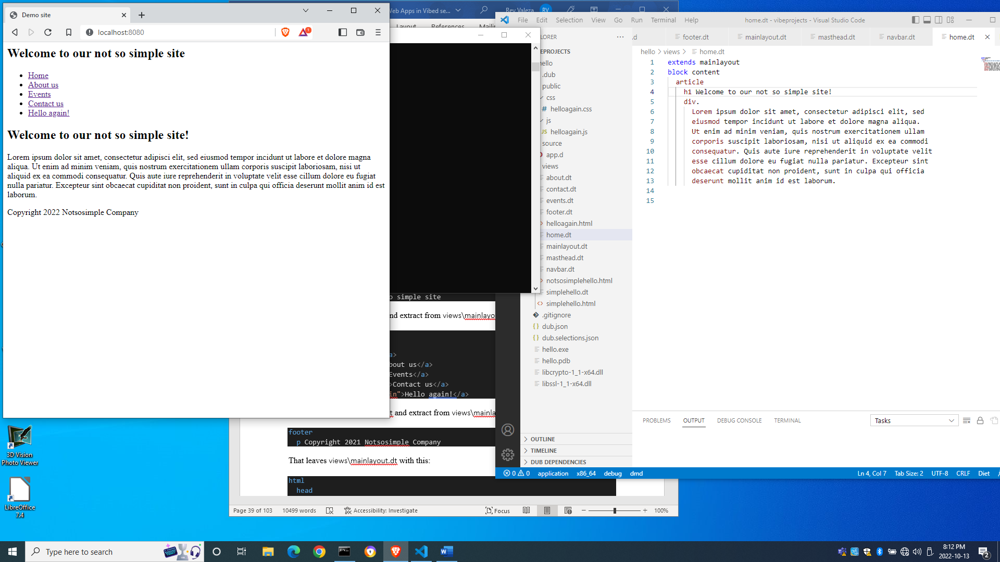 Demo site
localhost:8080
1
Welcome to our not so simple site
Home
About us
Events
Contact us
Hello again!
Welcome to our not so simple site!
Lorem ipsum dolor sit amet, consectetur adipisci elit, sed eiusmod tempor incidunt ut labore et dolore magna
aliqua. Ut enim ad minim veniam, quis nostrum exercitationem ullam corporis suscipit laboriosam, nisi ut
aliquid ex ea commodi consequatur. Quis aute iure reprehenderit in voluptate velit esse cillum dolore eu fugiat
nulla pariatur. Excepteur sint obcaecat cupiditat non proident, sunt in culpa qui officia deserunt mollit anim id est
laborum.
Copyright 2022 Notsosimple Company
Web Apps in Vibed se...
Rey Valeza
RV
Layout References
simple site
and extract from views\mainlayo
a>
bout us</a>
Events</a>
>Contact us</a>
in">Hello again!</a>
t and extract from views\mainla
footer
p Copyright 2021 Notsosimple Company
That leaves views\mainlayout.dt with this:
html
head
Page 39 of 103 10499 words Accessibility: Investigate Focus 100%
File Edit Selection View Go Run Terminal Help
home.dt - vibeprojects - Visual Studio Code
LORER
EPROJECTS
hello
.dub
public
css
# helloagain.css
js
JS helloagain.js
source
app.d
views
about.dt
contact.dt
events.dt
footer.dt
helloagain.html
home.dt
mainlayout.dt
masthead.dt
navbar.dt
notsosimplehello.html
simplehello.dt
<> simplehello.html
.gitignore
{} dub.json
{} dub.selections.json
hello.exe
hello.pdb
libcrypto-1_1-x64.dll
libssl-1_1-x64.dll
OUTLINE
TIMELINE
DUB DEPENDENCIES
.d footer.dt mainlayout.dt masthead.dt navbar.dt home.dt
hello > views > home.dt
1 extends mainlayout
2 block content
3 article
4 h1 Welcome to our not so simple site!
5 div.
6 Lorem ipsum dolor sit amet, consectetur adipisci elit, sed
7 eiusmod tempor incidunt ut labore et dolore magna aliqua.
8 Ut enim ad minim veniam, quis nostrum exercitationem ullam
9 corporis suscipit laboriosam, nisi ut aliquid ex ea commodi
10 consequatur. Quis aute iure reprehenderit in voluptate velit
11 esse cillum dolore eu fugiat nulla pariatur. Excepteur sint
12 obcaecat cupiditat non proident, sunt in culpa qui officia
13 deserunt mollit anim id est laborum.
14
15
PROBLEMS OUTPUT DEBUG CONSOLE TERMINAL
Tasks
0 0 application x86_64 debug dmd
Ln 4, Col 7 Tab Size: 2 UTF-8 CRLF Diet
3D Vision
Photo Viewer
LibreOffice
7.4
Type here to search
8:12 PM
2022-10-13
2